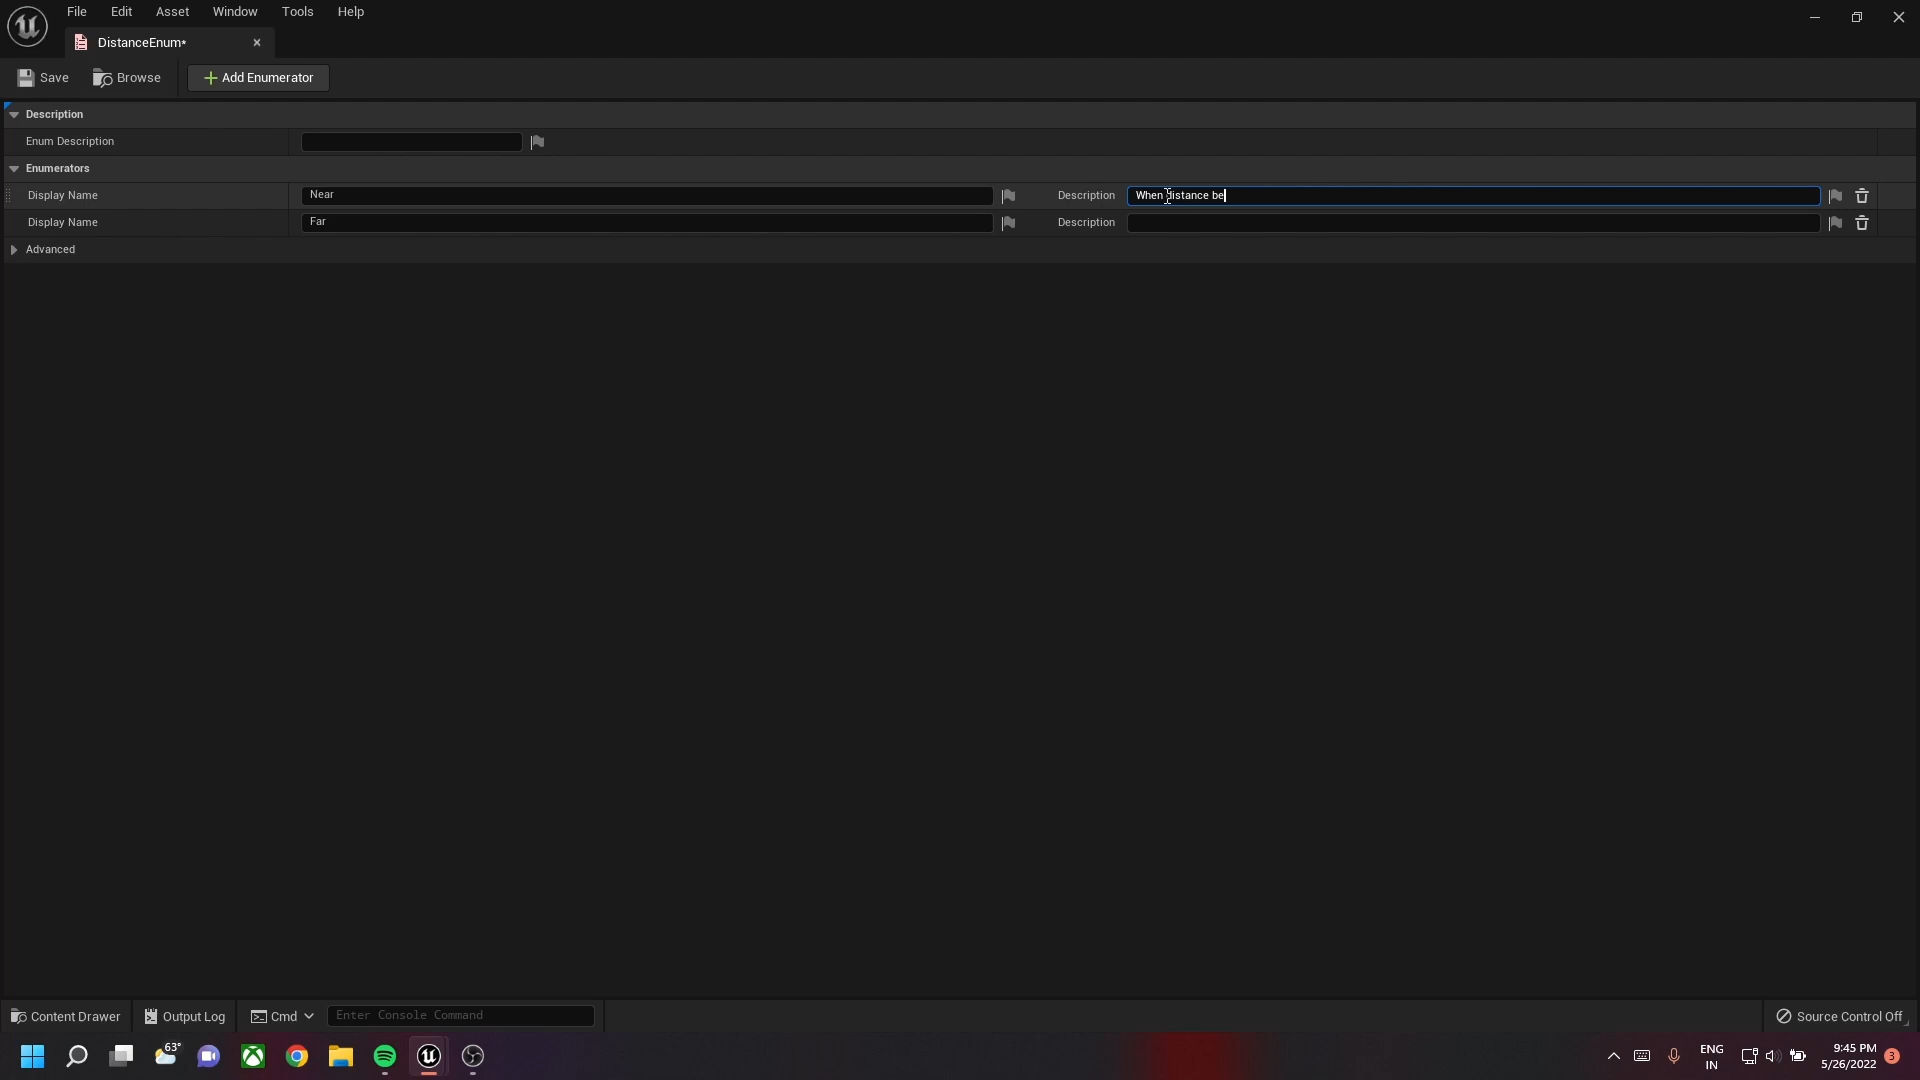 File Edit Asset Window Tools Help
DistanceEnum*
Save Browse Add Enumerator
Description
Enum Description
Enumerators
Display Name Near Description When distance be
Display Name Far Description
Advanced
Content Drawer Output Log Cmd Enter Console Command Source Control Off
63°
ENG
IN
9:45 PM
5/26/2022
3